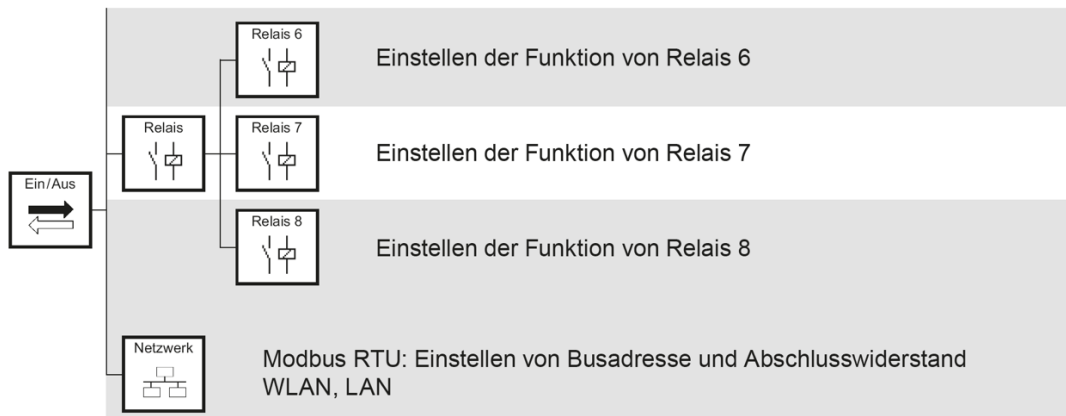 Relais 6
Einstellen der Funktion von Relais 6
Relais
Relais 7
Einstellen der Funktion von Relais 7
Ein/Aus
Relais 8
Einstellen der Funktion von Relais 8
Netzwerk
Modbus RTU: Einstellen von Busadresse und Abschlusswiderstand
WLAN, LAN